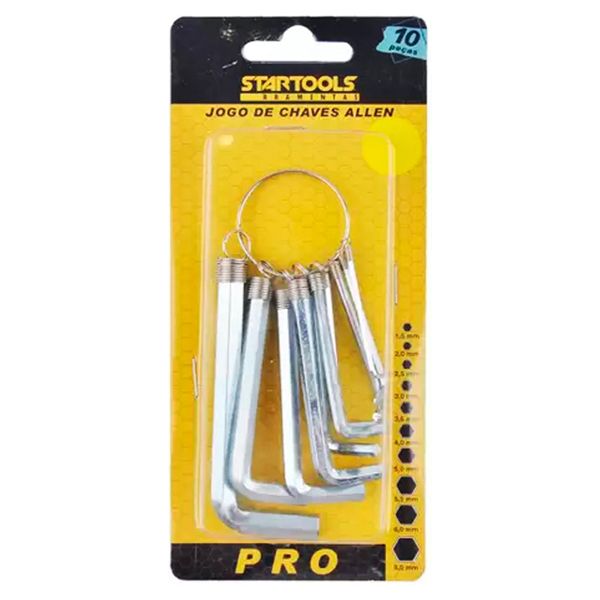 10
peças
STARTOOLS
RRAMENTAS
JOGO DE CHAVES ALLEN
1,5 mm
2,0 mm
2,5 mm
3,0 mm
3,5 mm
4,0 mm
5,0 mm
5,5 mm
6,0 mm
8,0 mm
PRO